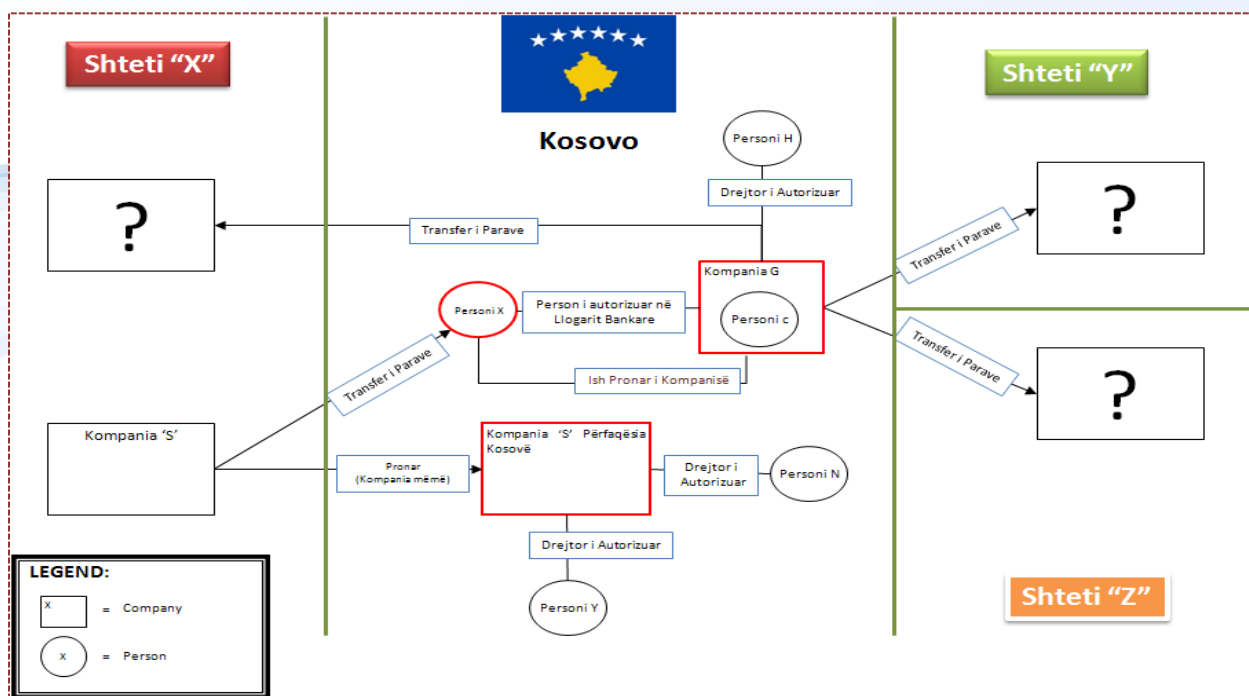 Shteti “X”
Kosovo
Shteti “Y”
Personi H
Drejtor i Autorizuar
?
Transfer i Parave
?
Transfer i Parave
Kompania G
Personi c
Personi X
Person i autorizuar në
Llogarit Bankare
Transfer i Parave
Ish Pronar i Kompanisë
Transfer i Parave
?
Kompania ‘S’
Kompania ‘S’ Përfaqësia
Kosovë
Pronar
(Kompania mëmë)
Drejtor i
Autorizuar
Personi N
Drejtor i Autorizuar
Personi Y
Shteti “Z”
LEGEND:
X
= Company
x
= Person